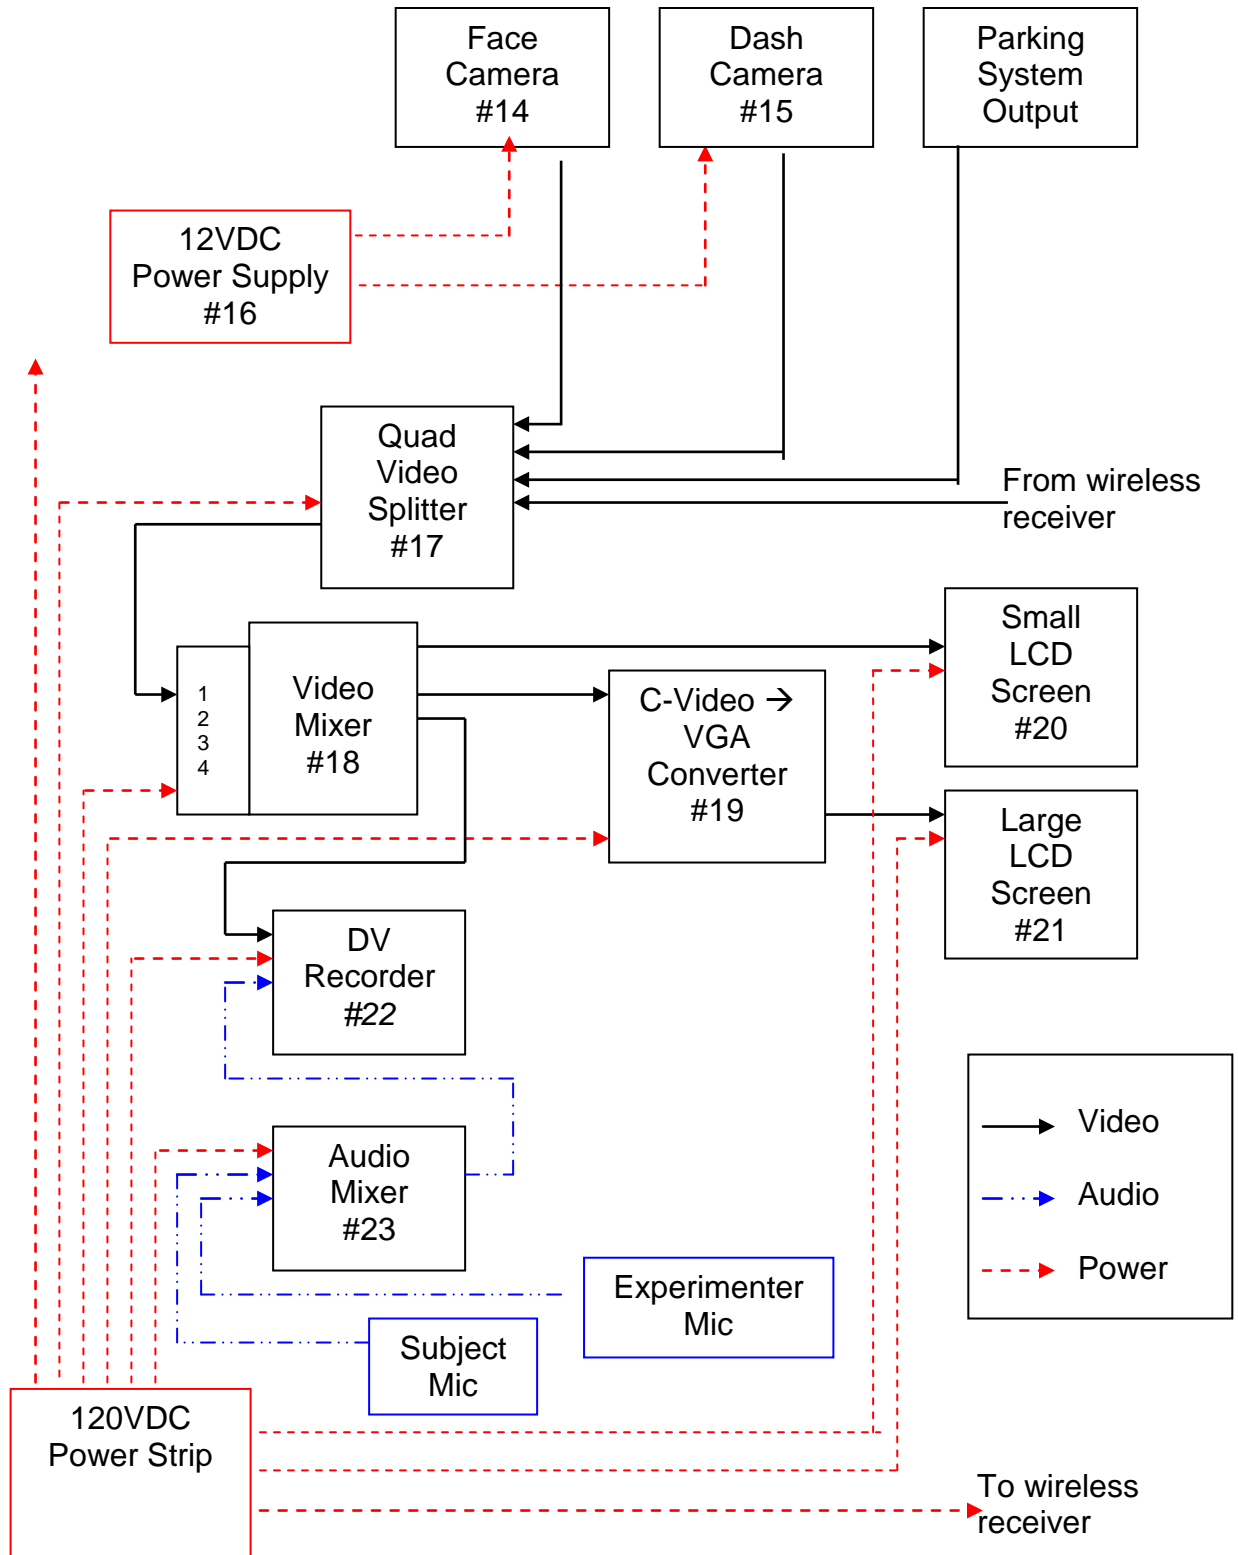 Face
Camera
#14
Dash
Camera
#15
Parking
System
Output
12VDC
Power Supply
#16
Quad
Video
Splitter
#17
From wireless
receiver
Small
LCD
Screen
#20
1
2
3
4
Video
Mixer
#18
C-Video →
VGA
Converter
#19
Large
LCD
Screen
#21
DV
Recorder
#22
Video
Audio
Power
Audio
Mixer
#23
Experimenter
Mic
Subject
Mic
120VDC
Power Strip
To wireless
receiver